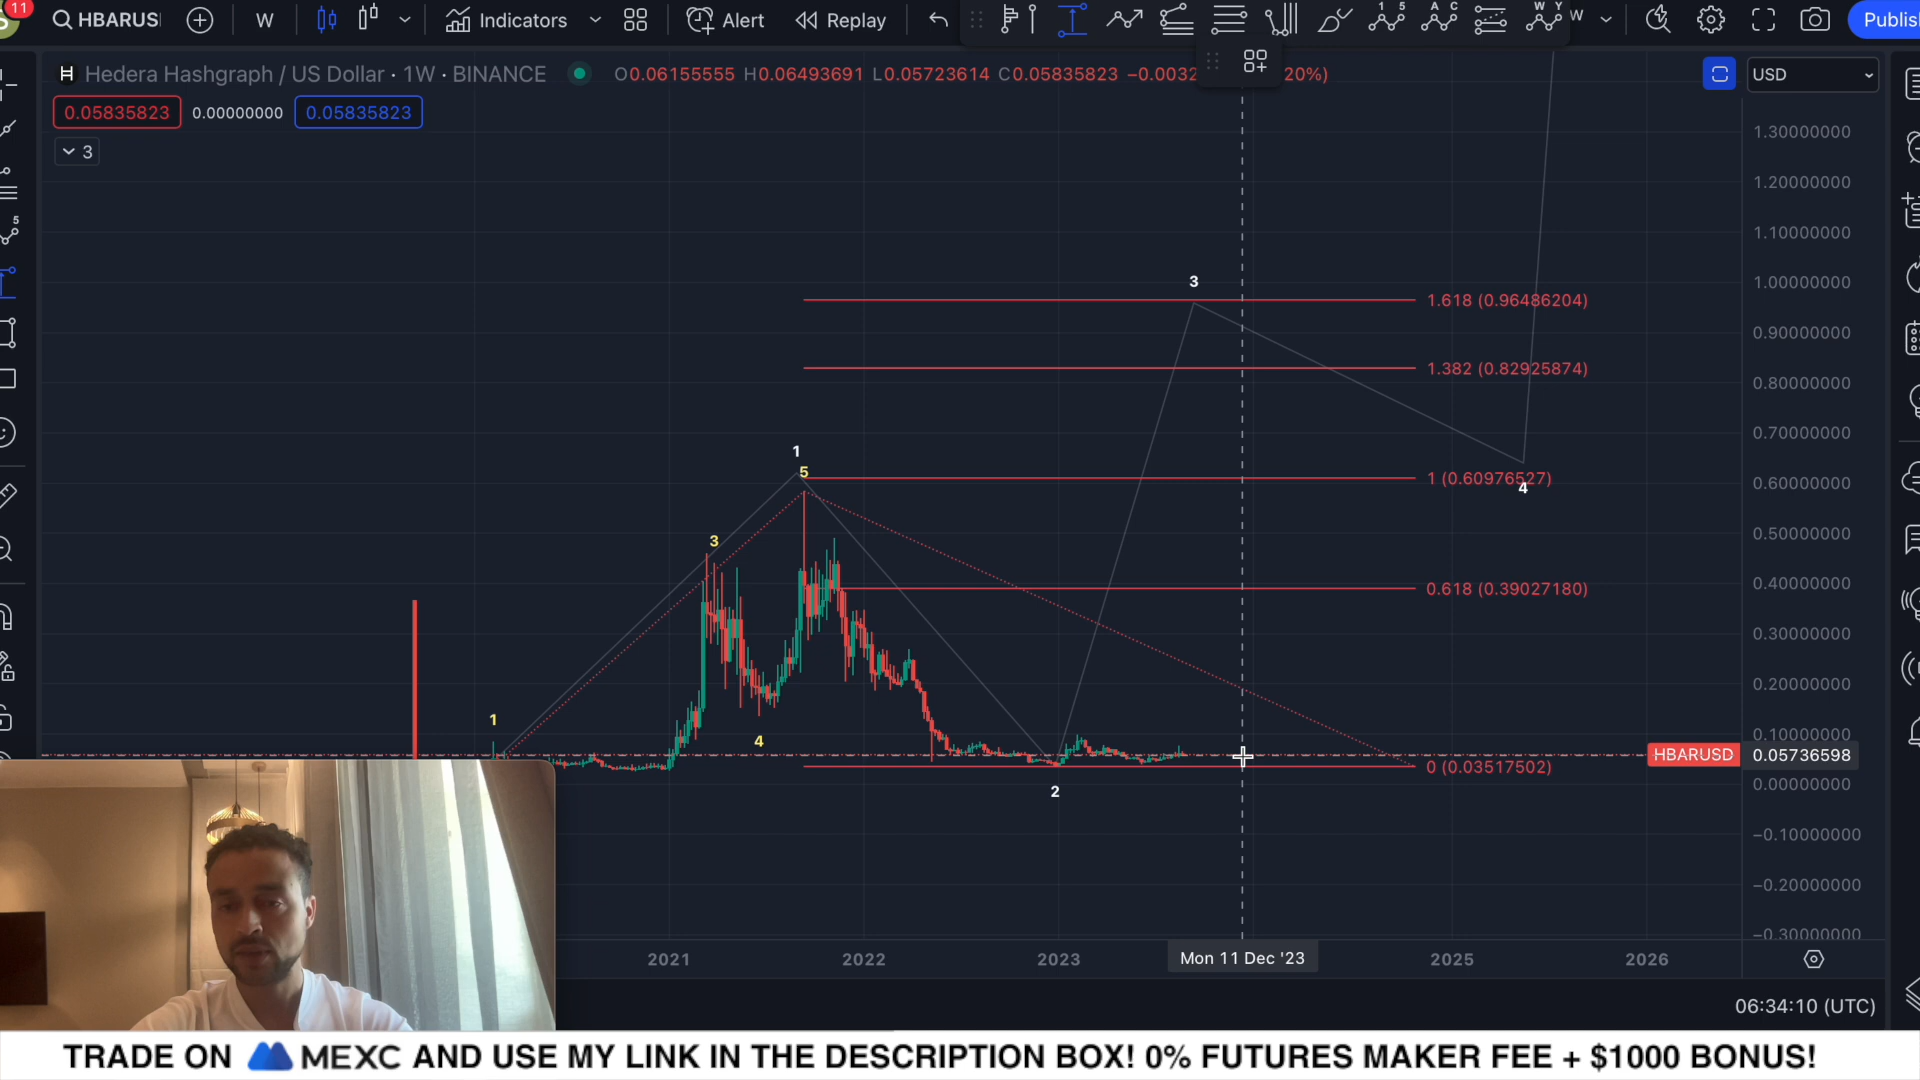 11
HBARUS
W
Indicators
Alert
Replay
1 5
A C
W Y
W
Publis
H Hedera Hashgraph / US Dollar · 1W · BINANCE
O0.06155555 H0.06493691 L0.05723614 C0.05835823 −0.0032 20%)
USD
0.05835823 0.00000000 0.05835823
3
5
1.30000000
1.20000000
1.10000000
1.00000000
0.90000000
0.80000000
0.70000000
0.60000000
0.50000000
0.40000000
0.30000000
0.20000000
0.10000000
HBARUSD 0.05736598
0.00000000
−0.10000000
−0.20000000
−0.30000000
3
1.618 (0.96486204)
1.382 (0.82925874)
1
5
1 (0.60976527)
4
3
0.618 (0.39027180)
1
4
0 (0.03517502)
2
2021 2022 2023 Mon 11 Dec '23 2025 2026
06:34:10 (UTC)
TRADE ON MEXC AND USE MY LINK IN THE DESCRIPTION BOX! 0% FUTURES MAKER FEE + $1000 BONUS!